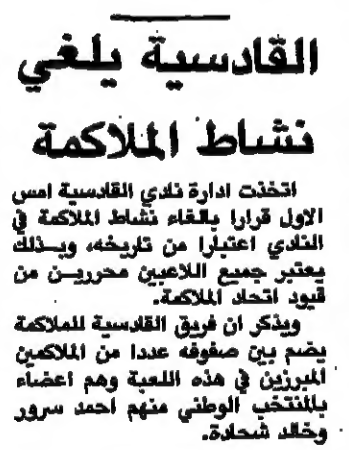 القادسية يلغي
نشاط الملاكمة
اتخذت ادارة نادي القادسية امس
الاول قرارا بالغاء نشاط الملاكمة في
النادي اعتبارا من تاريخه، وبذلك
يعتبر جميع اللاعبين محررين من
قيود اتحاد الملاكمة.
ويذكر ان فريق القادسية للملاكمة
يضم بين صفوفه عددا من الملاكمين
المبرزين في هذه اللعبة وهم اعضاء
بالمنتخب الوطني منهم احمد سرور
وخالد شحادة.